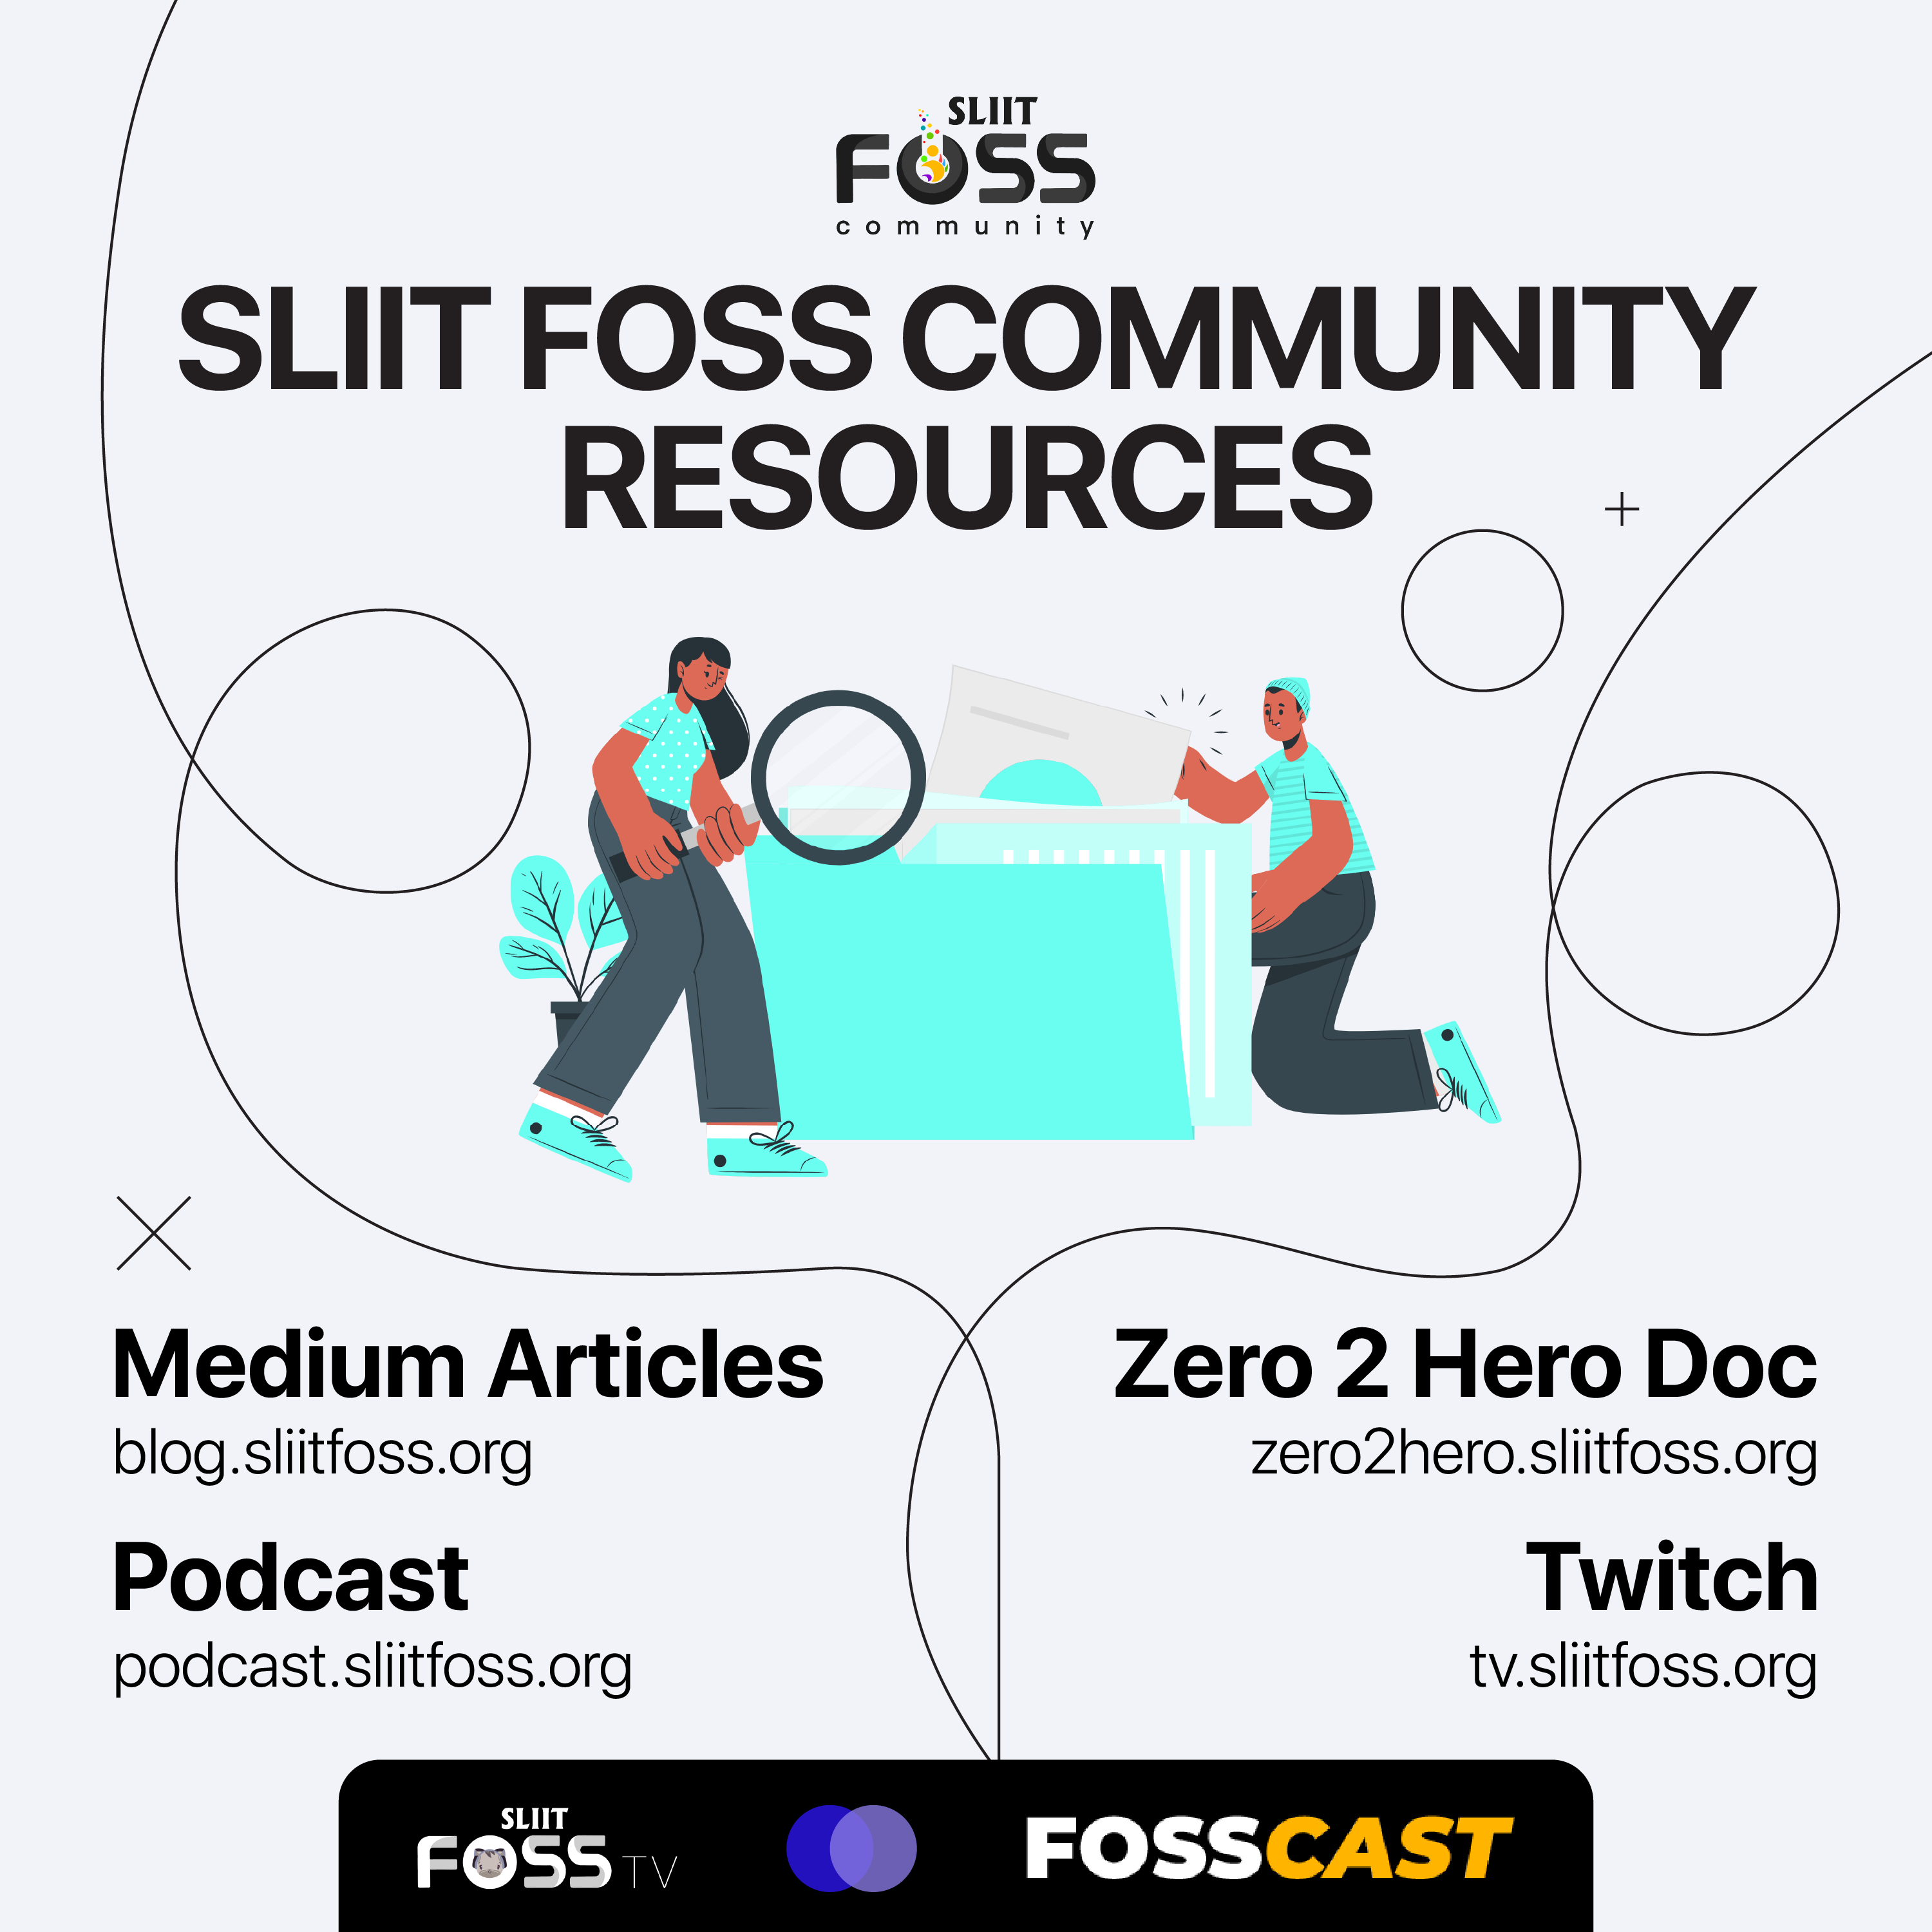 SLIIT
FOSS
community
SLIIT FOSS COMMUNITY
RESOURCES
Medium Articles
blog.sliitfoss.org
Zero 2 Hero Doc
zero2hero.sliitfoss.org
Podcast
podcast.sliitfoss.org
Twitch
tv.sliitfoss.org
SLIIT
FOSS TV
FOSSCAST